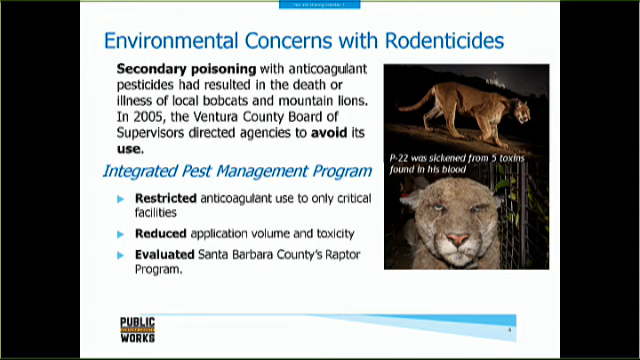 Environmental Concerns with Rodenticides
Secondary poisoning with anticoagulant
pesticides had resulted in the death or
illness of local bobcats and mountain lions.
In 2005, the Ventura County Board of
Supervisors directed agencies to avoid its
use.
P-22 was sickened from 5 toxins
found in his blood
Integrated Pest Management Program
Restricted anticoagulant use to only critical
facilities
Reduced application volume and toxicity
Evaluated Santa Barbara County's Raptor
Program.
PUBLIC
WORKS